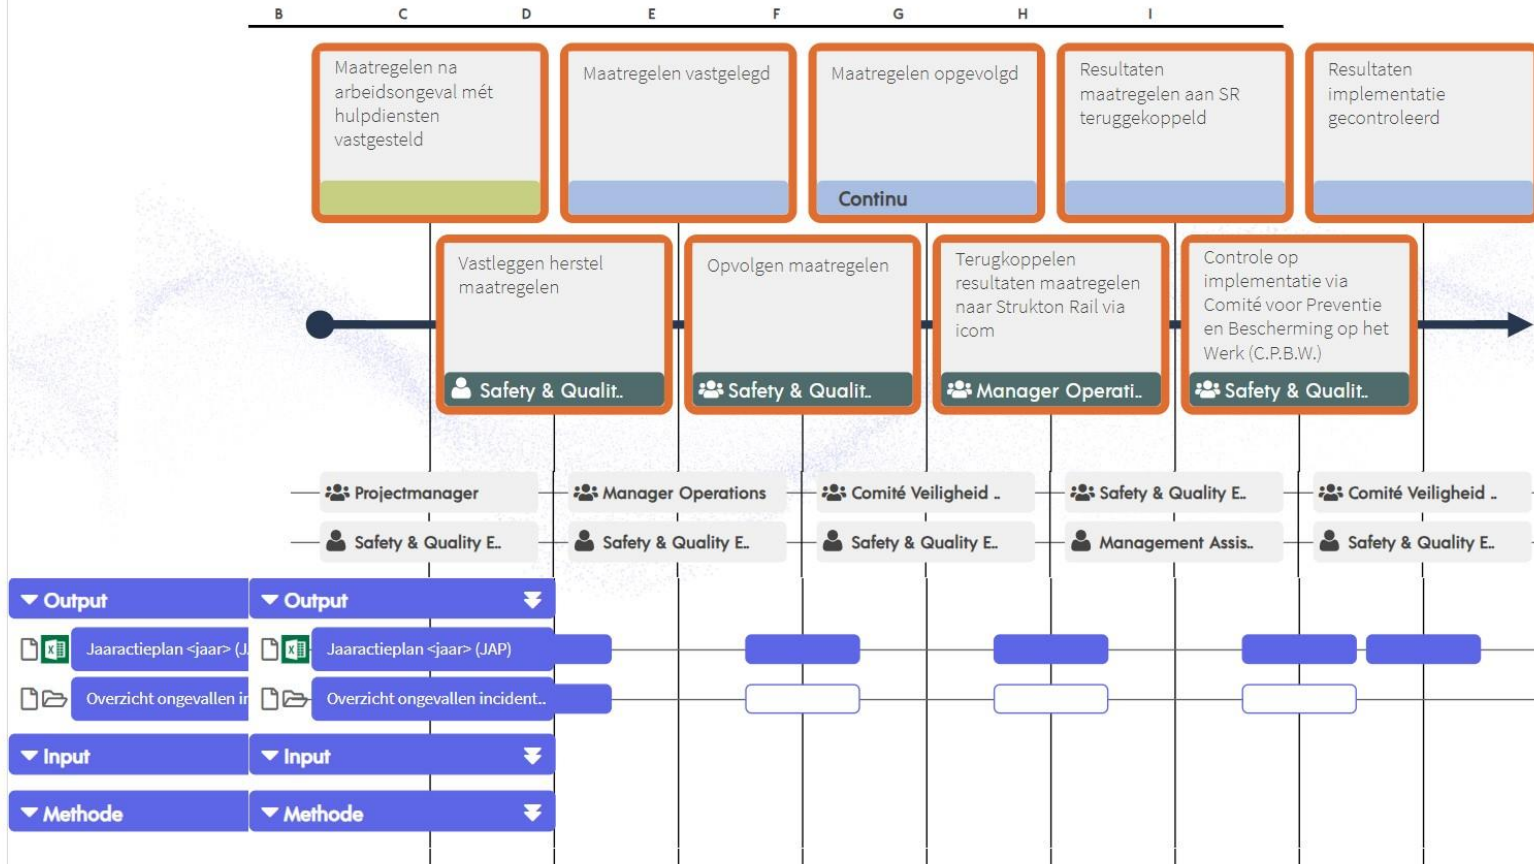 B C D E F G H I
Maatregelen na
arbeidsongeval mét
hulpdiensten
vastgesteld
Maatregelen vastgelegd
Maatregelen opgevolgd
Continu
Resultaten
maatregelen aan SR
teruggekoppeld
Resultaten
implementatie
gecontroleerd
Vastleggen herstel
maatregelen
Safety & Qualit..
Opvolgen maatregelen
Safety & Qualit..
Terugkoppelen
resultaten maatregelen
naar Strukton Rail via
icom
Manager Operati..
Controle op
implementatie via
Comité voor Preventie
en Bescherming op het
Werk (C.P.B.W.)
Safety & Qualit..
Projectmanager
Manager Operations
Comité Veiligheid ..
Safety & Quality E..
Comité Veiligheid ..
Safety & Quality E..
Safety & Quality E..
Safety & Quality E..
Management Assis..
Safety & Quality E..
Output
Output
Jaaractieplan <jaar> (J
Jaaractieplan <jaar> (JAP)
Overzicht ongevallen in
Overzicht ongevallen incident..
Input
Input
Methode
Methode